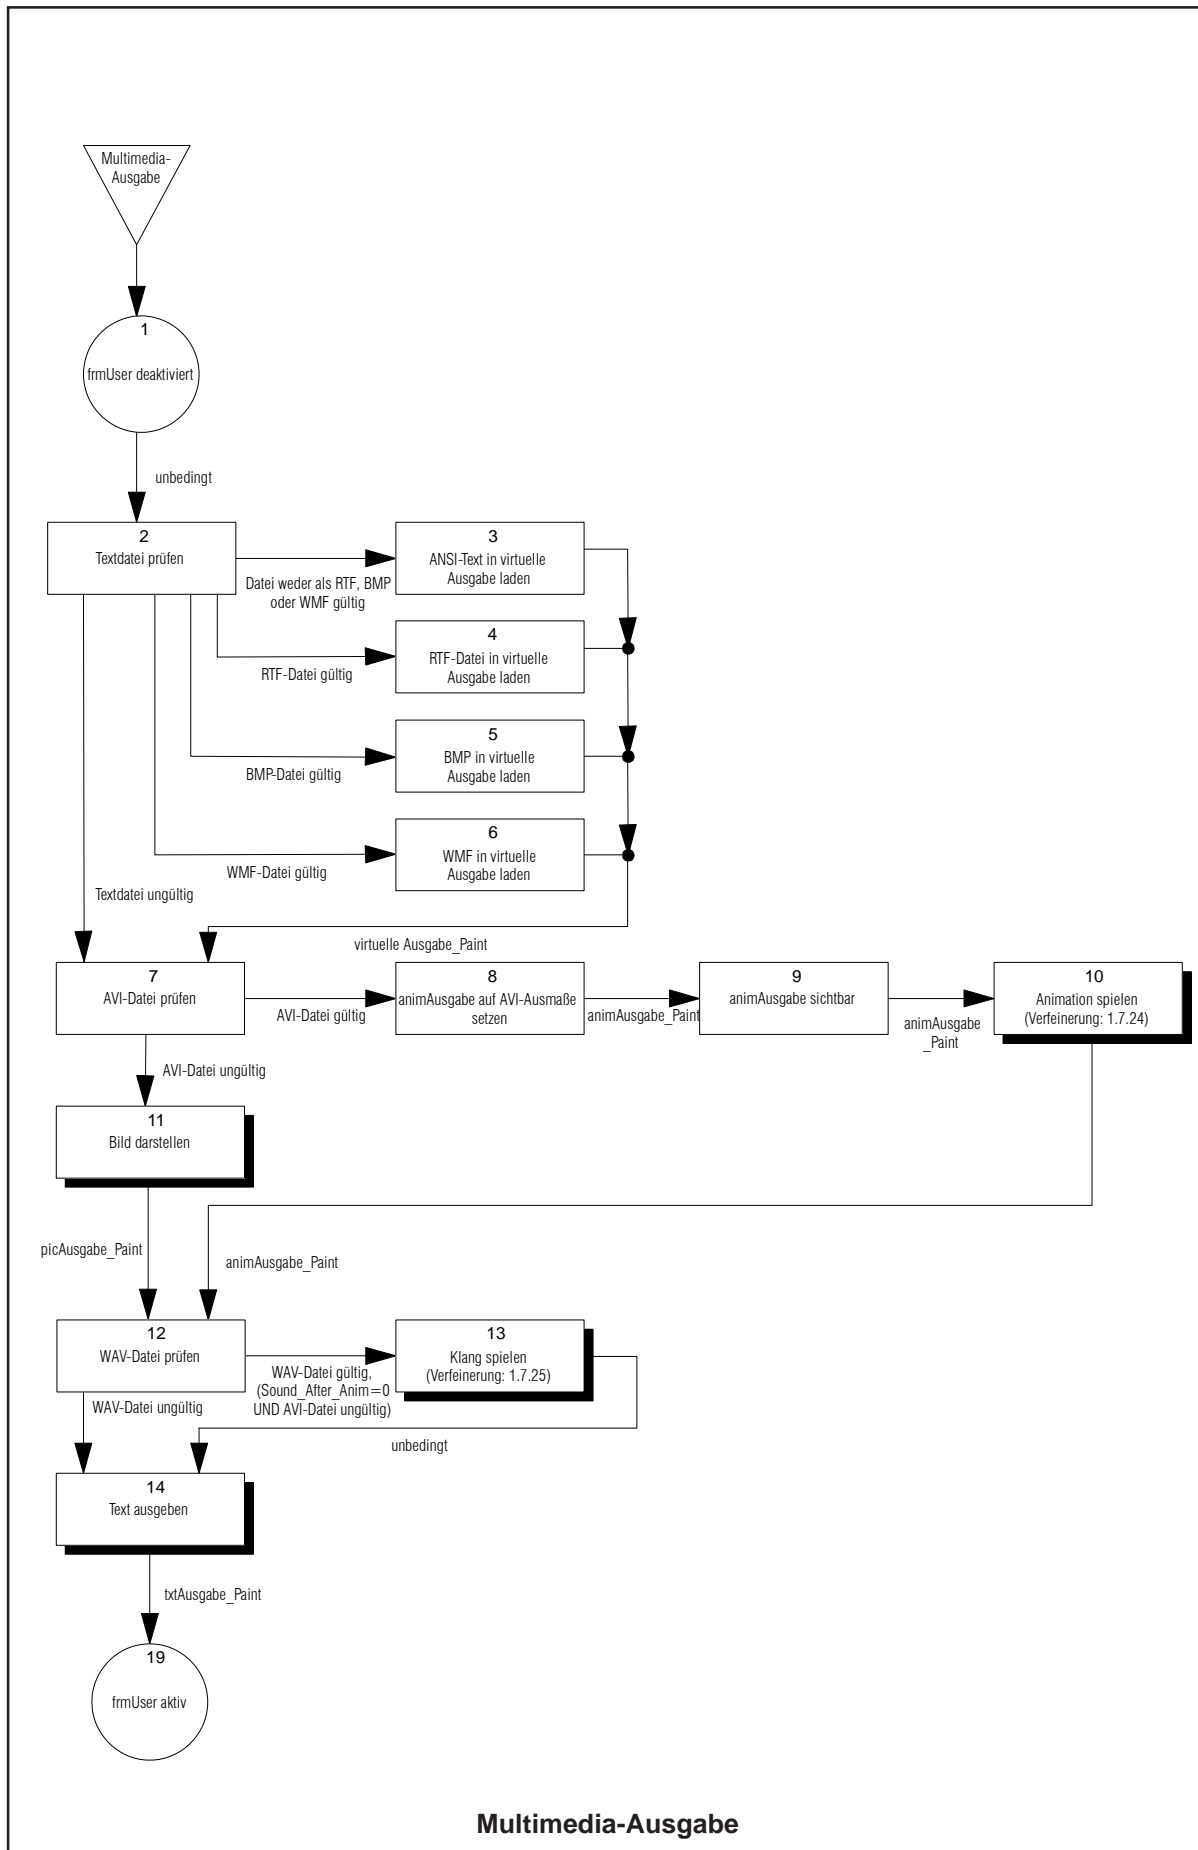 Multimedia-
Ausgabe
1
frmUser deaktiviert
unbedingt
2
Textdatei prüfen
3
ANSI-Text in virtuelle
Ausgabe laden
Datei weder als RTF, BMP
oder WMF gültig
4
RTF-Datei in virtuelle
Ausgabe laden
RTF-Datei gültig
5
BMP in virtuelle
Ausgabe laden
BMP-Datei gültig
6
WMF in virtuelle
Ausgabe laden
WMF-Datei gültig
Textdatei ungültig
virtuelle Ausgabe_Paint
7
AVI-Datei prüfen
AVI-Datei gültig
8
animAusgabe auf AVI-Ausmaße
setzen
animAusgabe_Paint
9
animAusgabe sichtbar
animAusgabe
_Paint
10
Animation spielen
(Verfeinerung: 1.7.24)
AVI-Datei ungültig
11
Bild darstellen
picAusgabe_Paint
animAusgabe_Paint
12
WAV-Datei prüfen
WAV-Datei gültig,
(Sound_After_Anim=0
UND AVI-Datei ungültig)
13
Klang spielen
(Verfeinerung: 1.7.25)
WAV-Datei ungültig
unbedingt
14
Text ausgeben
txtAusgabe_Paint
19
frmUser aktiv
Multimedia-Ausgabe